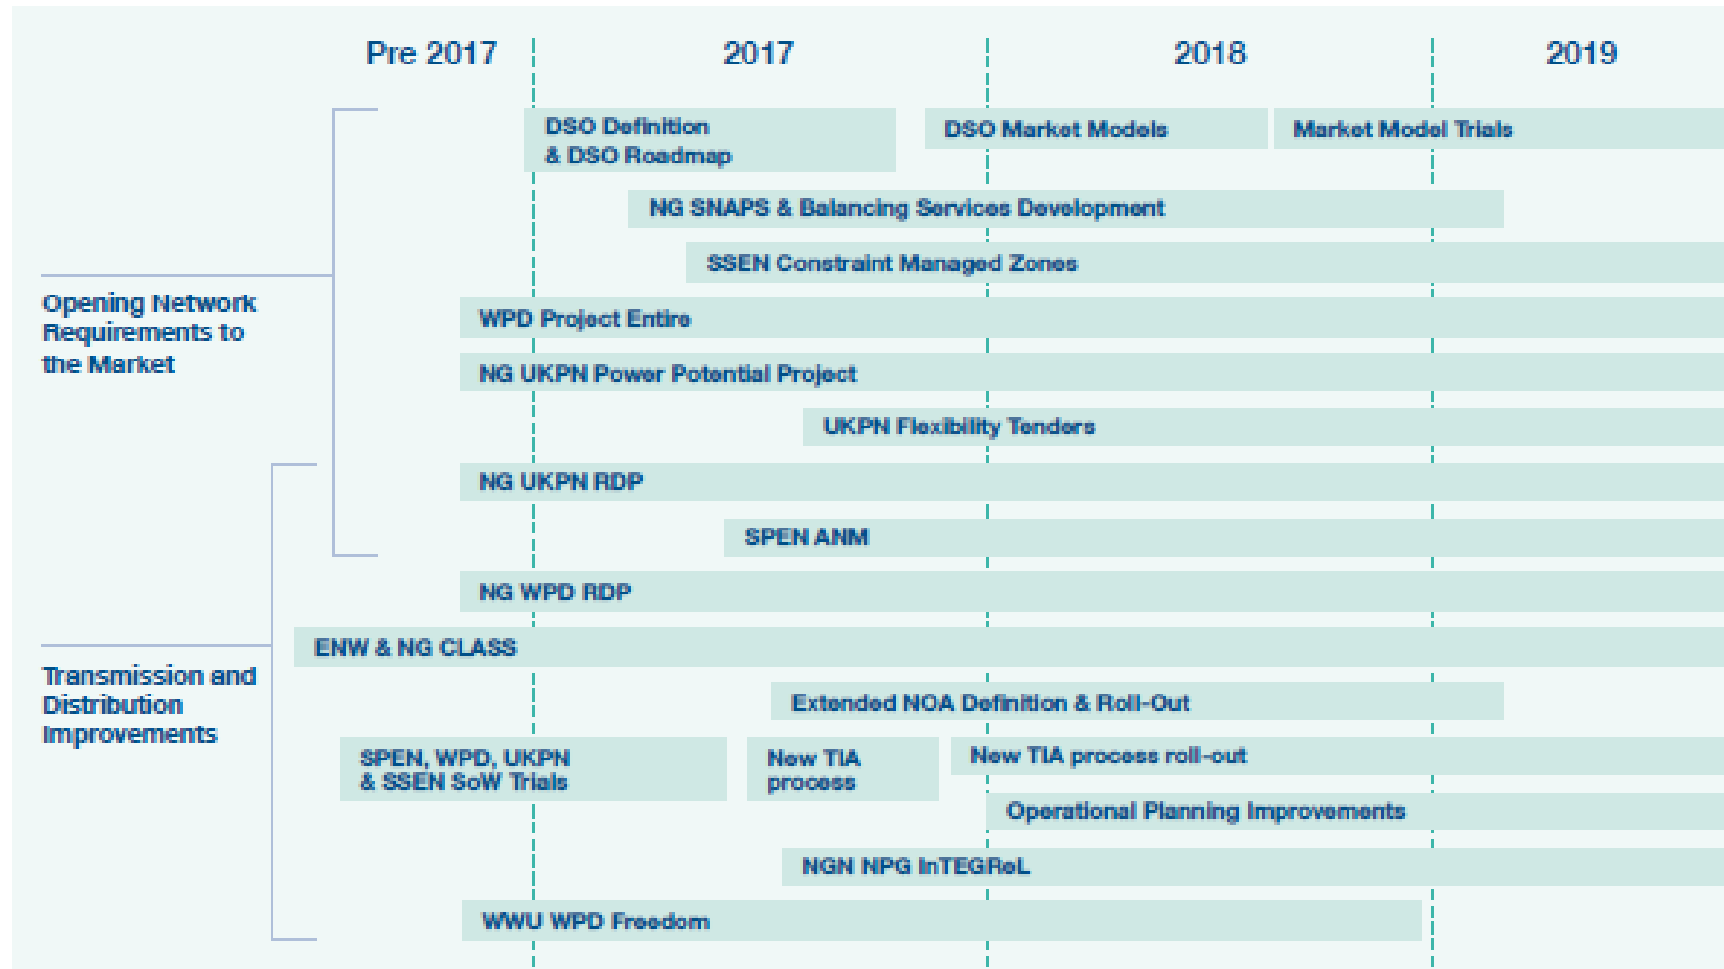 Pre 2017 2017 2018 2019
DSO Definition
& DSO Roadmap
DSO Market Models
Market Model Trials
NG SNAPS & Balancing Services Development
SSEN Constraint Managed Zones
Opening Network
Requirements to
the Market
WPD Project Entire
NG UKPN Power Potential Project
UKPN Flexibility Tenders
NG UKPN RDP
SPEN ANM
NG WPD RDP
ENW & NG CLASS
Transmission and
Distribution
Improvements
Extended NOA Definition & Roll-Out
SPEN, WPD, UKPN
& SSEN SoW Trials
New TIA
process
New TIA process roll-out
Operational Planning Improvements
NGN NPG InTEGReL
WWU WPD Freedom